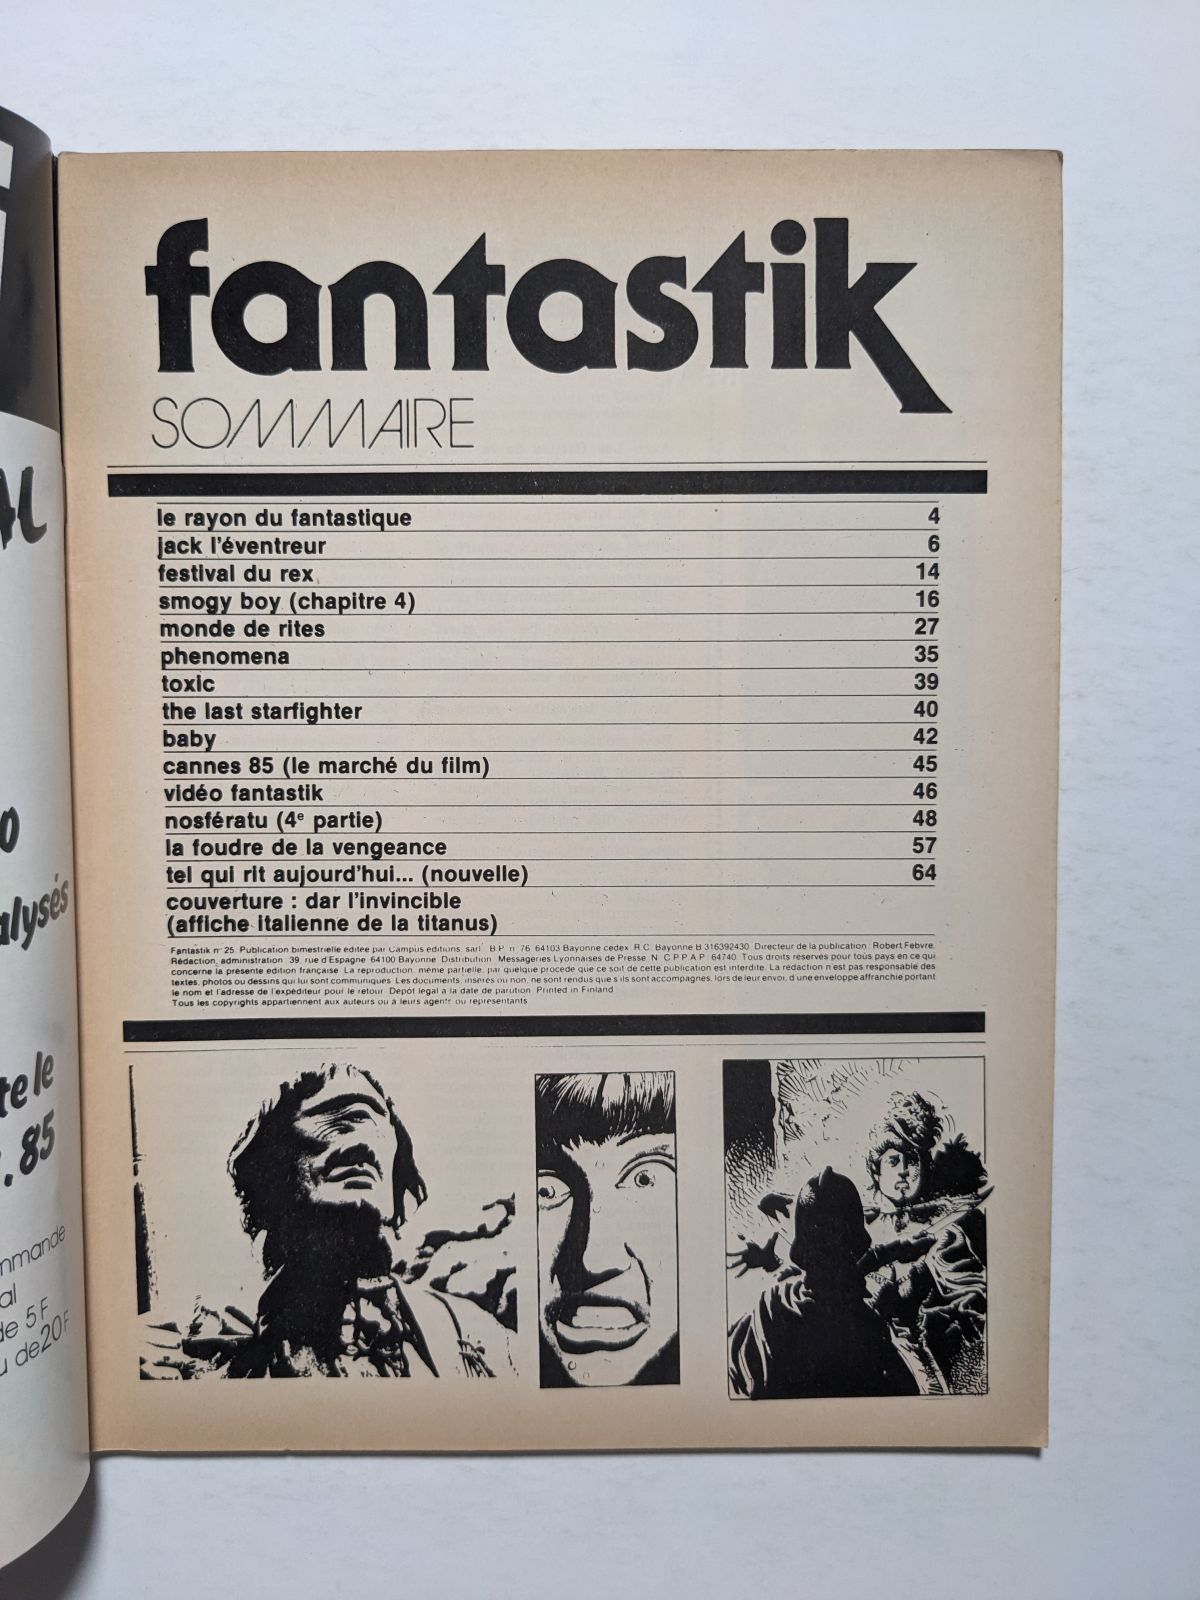 fantastik
SOMMAIRE
le rayon du fantastique 4
jack l'éventreur 6
festival du rex 14
smogy boy (chapitre 4) 16
monde de rites 27
phenomena 35
toxic 39
the last starfighter 40
baby 42
cannes 85 (le marché du film) 45
vidéo fantastik 46
nosfératu (4e partie) 48
la foudre de la vengeance 57
tel qui rit aujourd'hui... (nouvelle) 64
couverture : dar l'invincible
(affiche italienne de la titanus)
Fantastik n° 25. Publication bimestrielle éditée par Campus éditions, sarl. B.P. n° 76. 64103 Bayonne cedex. R.C. Bayonne B 316392430. Directeur de la publication : Robert Febvre.
Rédaction, administration : 39, rue d'Espagne 64100 Bayonne. Distribution : Messageries Lyonnaises de Presse. N° C.P.P.A.P. : 64740. Tous droits réservés pour tous pays en ce qui
concerne la présente édition française. La reproduction, même partielle, par quelque procédé que ce soit de cette publication est interdite. La rédaction n'est pas responsable des
textes, photos ou dessins qui lui sont communiqués. Les documents, insérés ou non, ne sont rendus que s'ils sont accompagnés, lors de leur envoi, d'une enveloppe affranchie portant
le nom et l'adresse de l'expéditeur pour le retour. Dépôt légal à la date de parution. Printed in Finland.
Tous les copyrights appartiennent aux auteurs ou à leurs agents ou représentants.
alysés
te le
. 85
mmande
al
de 5F
u de 20F